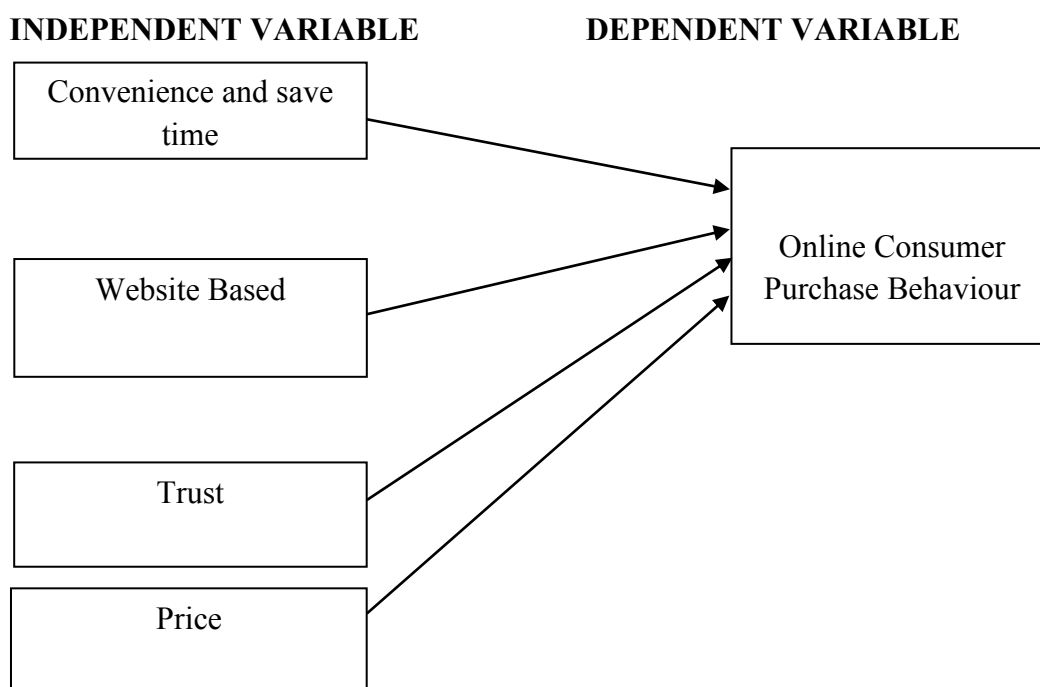 INDEPENDENT VARIABLE
DEPENDENT VARIABLE
Convenience and save
time
Website Based
Trust
Price
Online Consumer
Purchase Behaviour